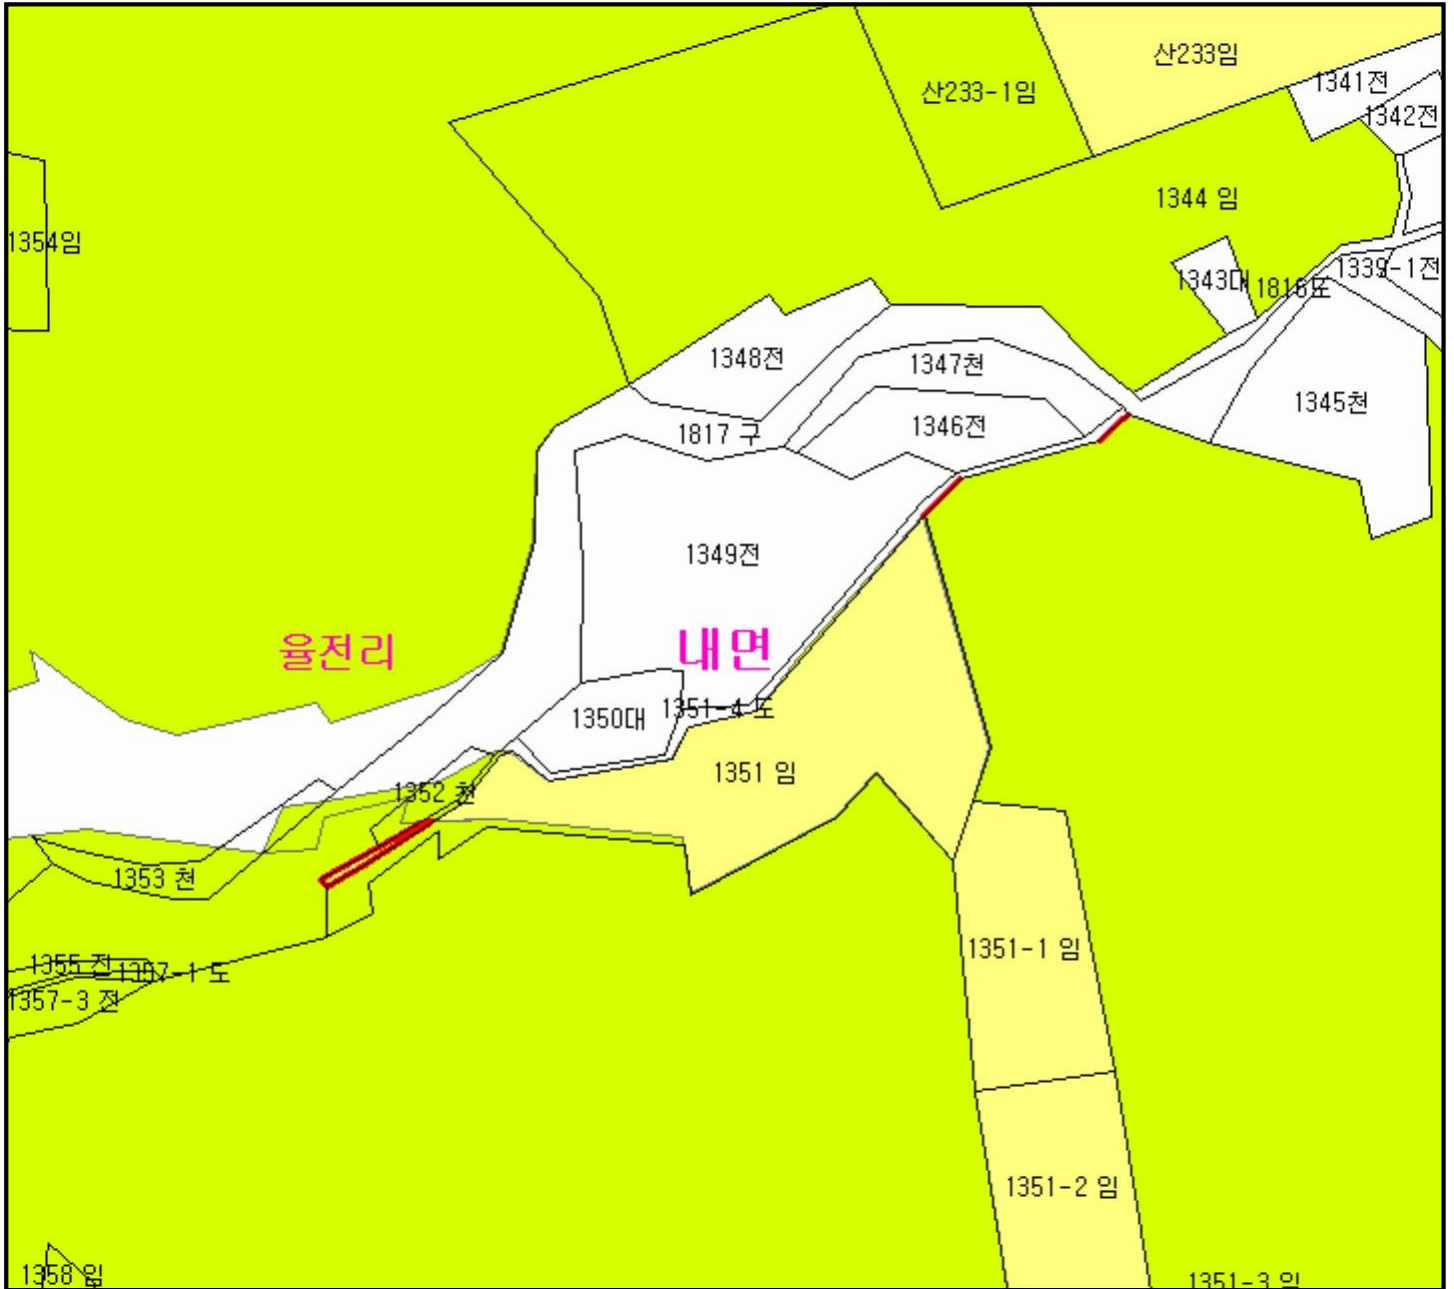 산233임
산233-1임
1341전
1342전
1344 임
1354임
1343대
1816도
1339-1전
1348전
1347천
1345천
1817 구
1346전
1349전
율전리
내면
1351-4 도
1350대
1351 임
1352 천
1353 천
1351-1 임
1355 전
1357-1 도
1357-3 전
1351-2 임
1358 임
1351-3 임